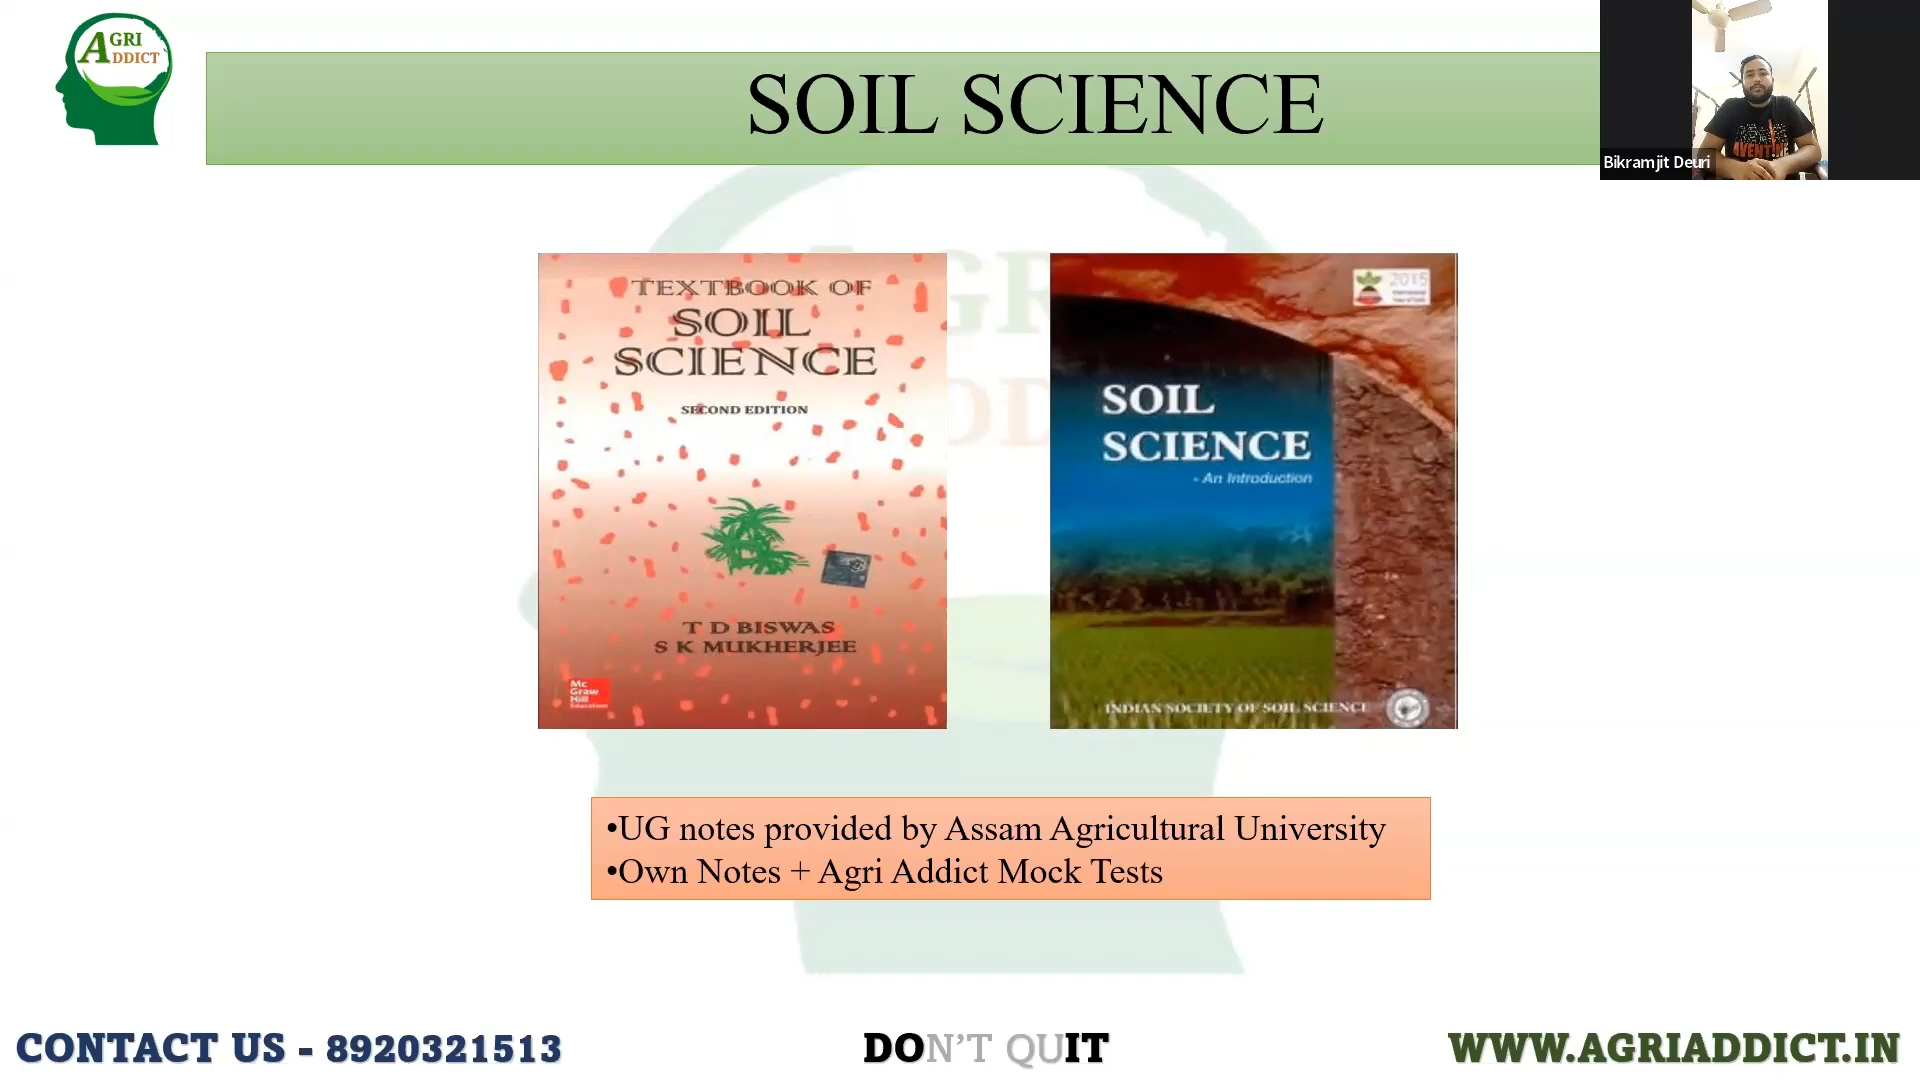 AGRI
ADDICT
SOIL SCIENCE
Bikramjit Deuri
TEXTBOOK OF
SOIL
SCIENCE
SECOND EDITION
T D BISWAS
S K MUKHERJEE
Mc
Graw
Hill
Education
2015
SOIL
SCIENCE
- An Introduction
INDIAN SOCIETY OF SOIL SCIENCE
•UG notes provided by Assam Agricultural University
•Own Notes + Agri Addict Mock Tests
CONTACT US - 8920321513
DON'T QUIT
WWW.AGRIADDICT.IN